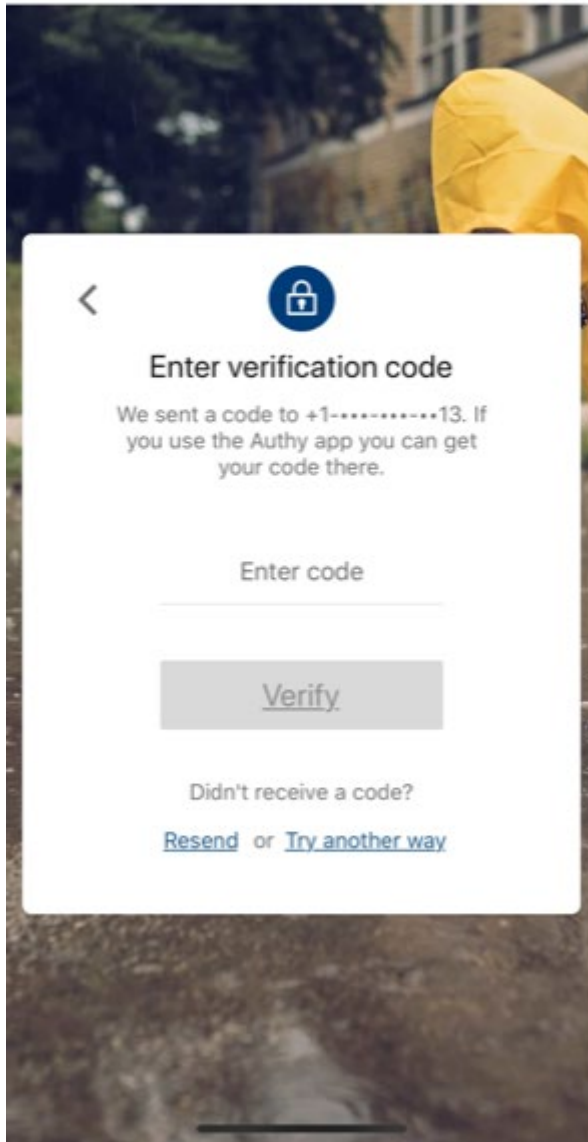 Enter verification code
We sent a code to +1-•••-•••-••13. If
you use the Authy app you can get
your code there.
Enter code
Verify
Didn't receive a code?
Resend or Try another way